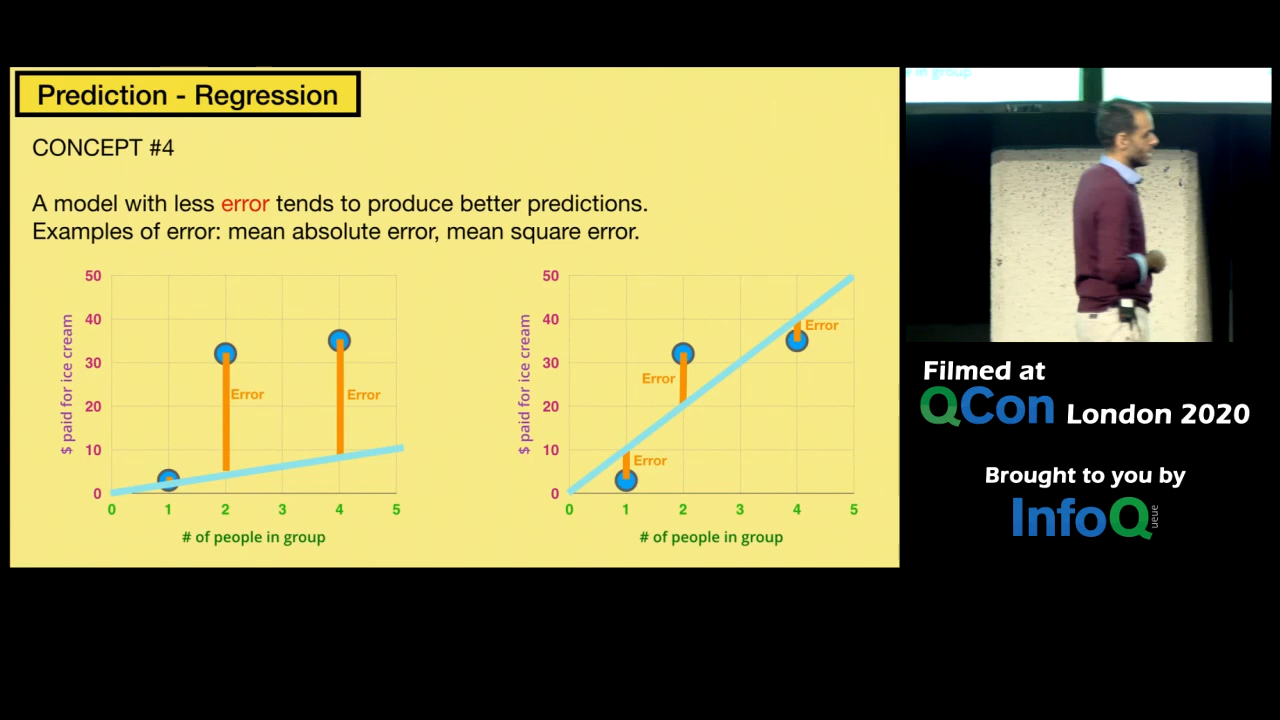 Prediction - Regression
CONCEPT #4
A model with less error tends to produce better predictions.
Examples of error: mean absolute error, mean square error.
$ paid for ice cream
50
40
30
20
10
0
Error
Error
0 1 2 3 4 5
# of people in group
$ paid for ice cream
50
40
30
20
10
0
Error
Error
Error
0 1 2 3 4 5
# of people in group
in group
Filmed at
QCon London 2020
Brought to you by
InfoQ
ueue